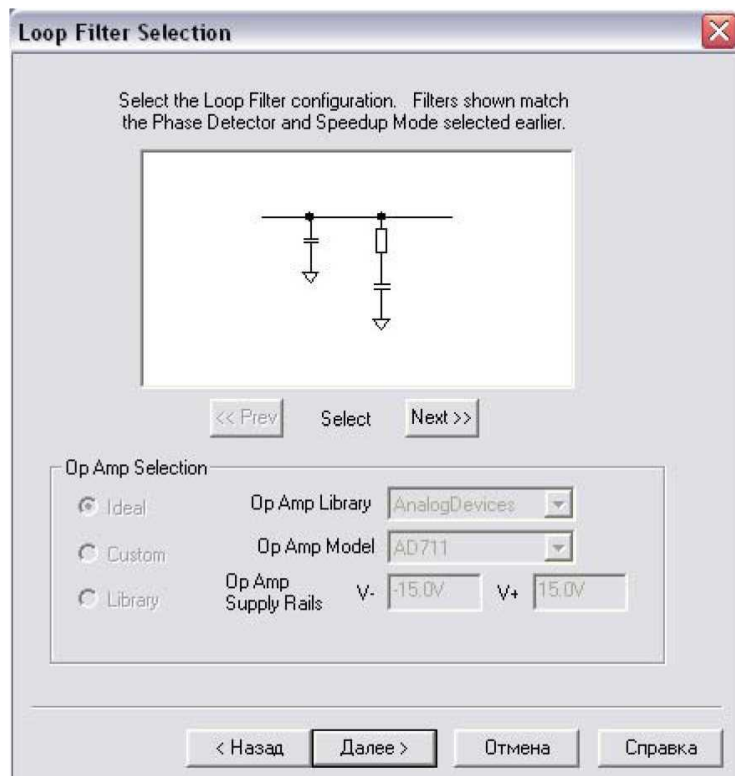 Loop Filter Selection
Select the Loop Filter configuration. Filters shown match
the Phase Detector and Speedup Mode selected earlier.
<< Prev Select Next >>
Op Amp Selection
Ideal Op Amp Library AnalogDevices
Custom Op Amp Model AD711
Library Op Amp
Supply Rails V- -15.0V V+ 15.0V
< Назад Далее > Отмена Справка